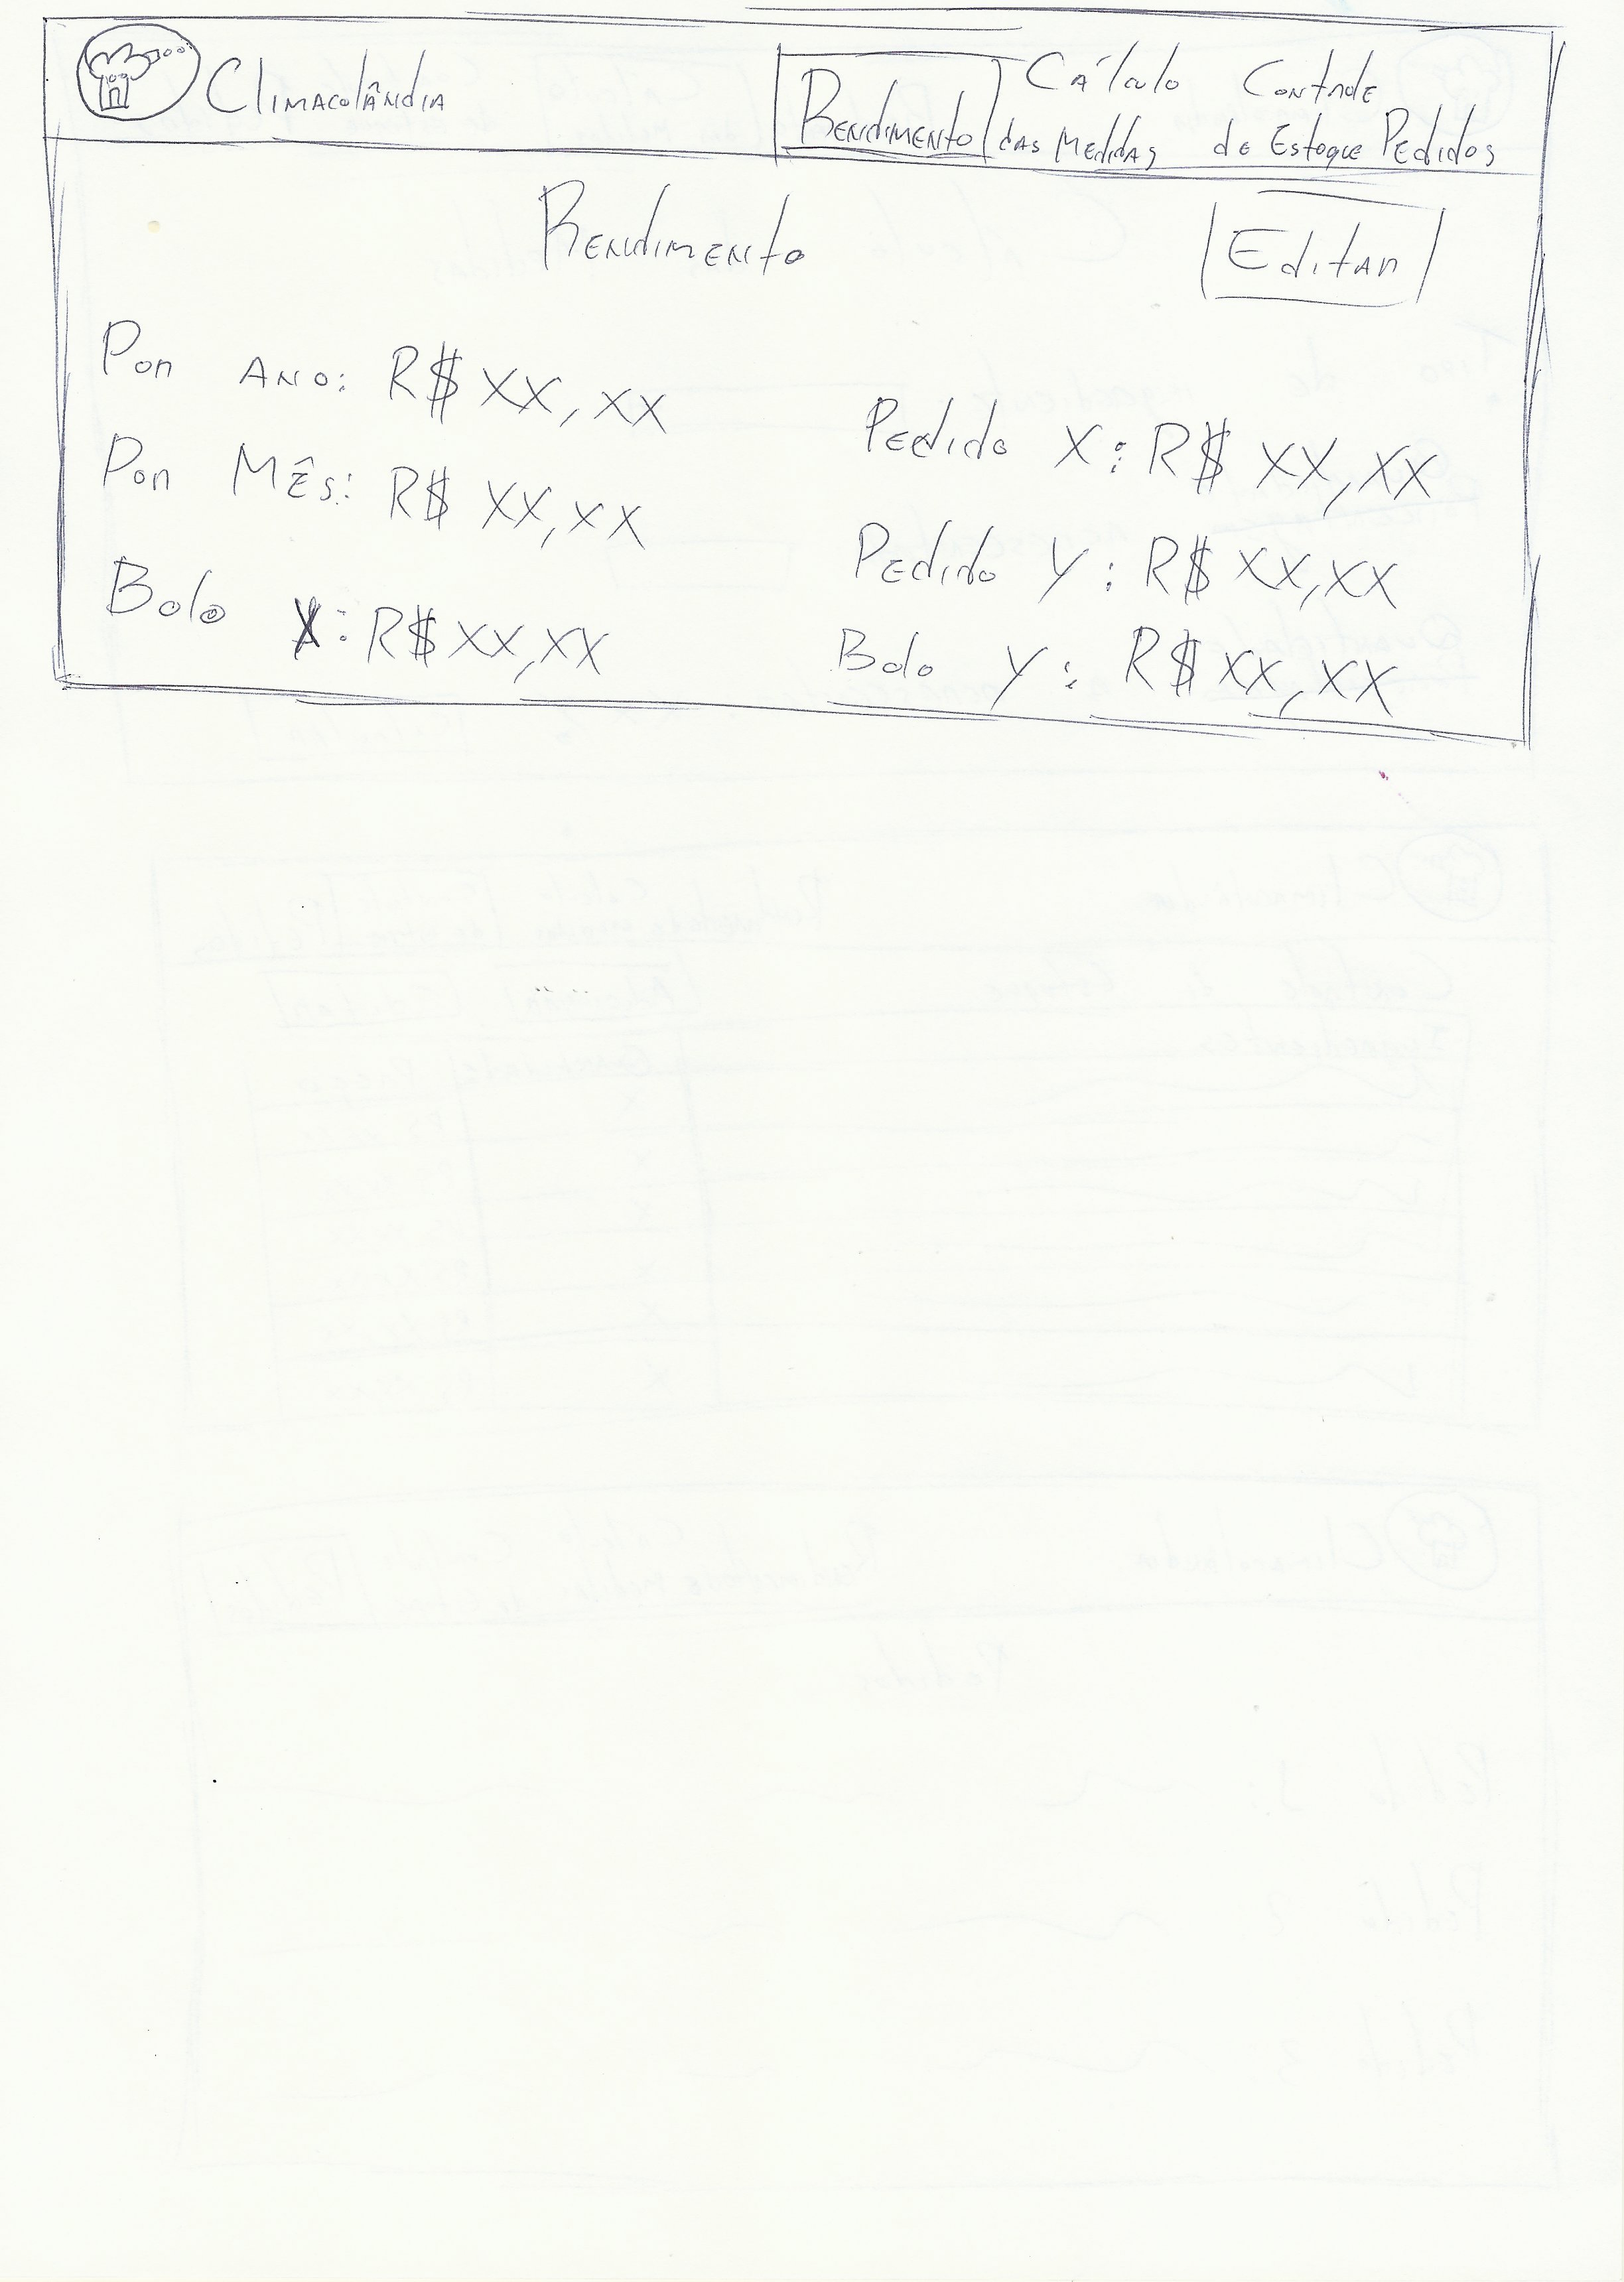 Climacolândia
Rendimento
Cálculo das Medidas
Controle de Estoque
Pedidos
Rendimento
Editar
Por Ano: R$ XX,XX
Por Mês: R$ XX,XX
Bolo X: R$ XX,XX
Pedido X: R$ XX,XX
Pedido Y: R$ XX,XX
Bolo Y: R$ XX,XX